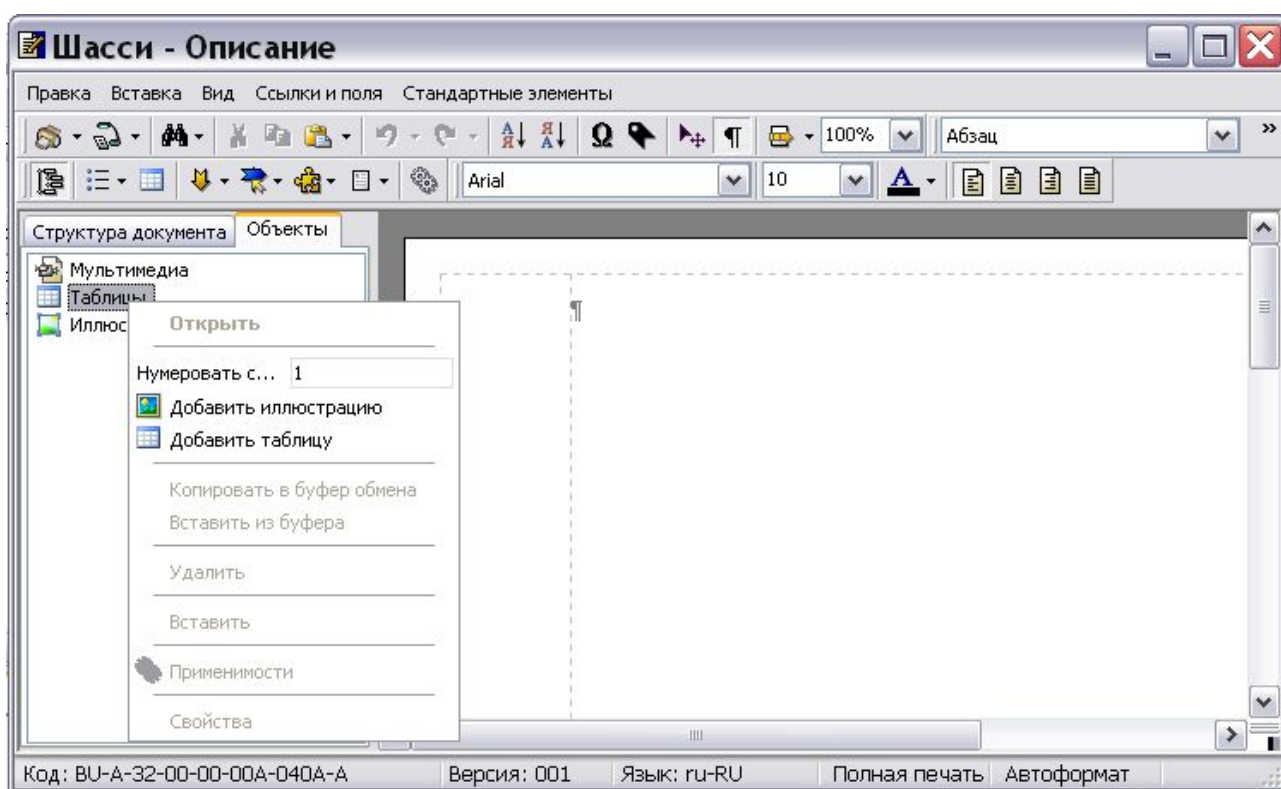 Шасси - Описание
Правка Вставка Вид Ссылки и поля Стандартные элементы
100% Абзац »
Arial 10
Структура документа Объекты
Мультимедиа
Таблицы
Иллюс
¶
Открыть
Нумеровать с... 1
Добавить иллюстрацию
Добавить таблицу
Копировать в буфер обмена
Вставить из буфера
Удалить
Вставить
Применимости
Свойства
Код: BU-A-32-00-00-00A-040A-A Версия: 001 Язык: ru-RU Полная печать Автоформат